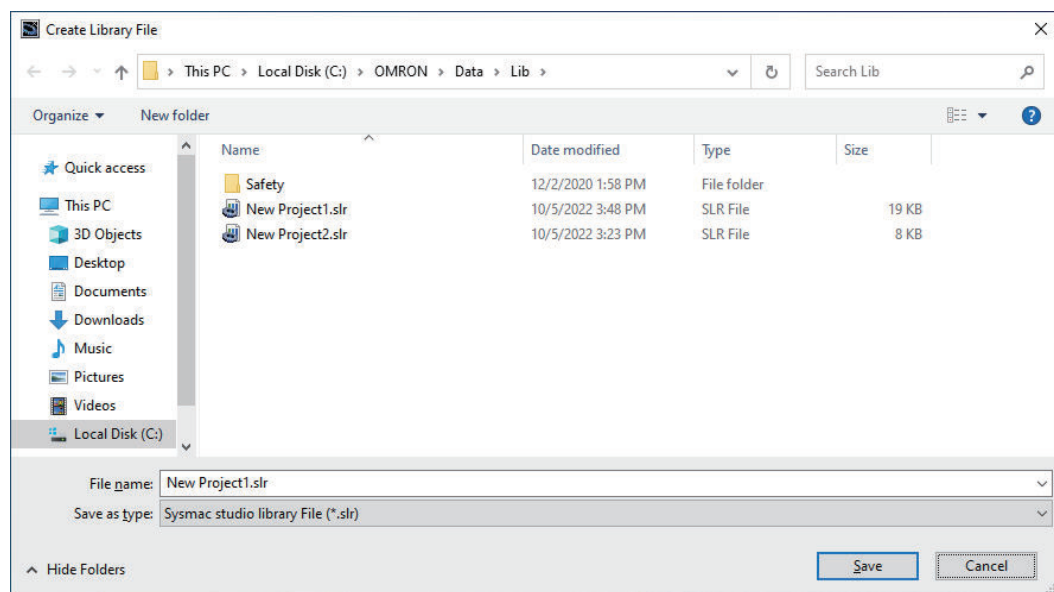 Create Library File
This PC > Local Disk (C:) > OMRON > Data > Lib >
Search Lib
Organize
New folder
Name Date modified Type Size
Quick access
This PC
3D Objects
Desktop
Documents
Downloads
Music
Pictures
Videos
Local Disk (C:)
Safety 12/2/2020 1:58 PM File folder
New Project1.slr 10/5/2022 3:48 PM SLR File 19 KB
New Project2.slr 10/5/2022 3:23 PM SLR File 8 KB
File name: New Project1.slr
Save as type: Sysmac studio library File (*.slr)
Hide Folders
Save
Cancel